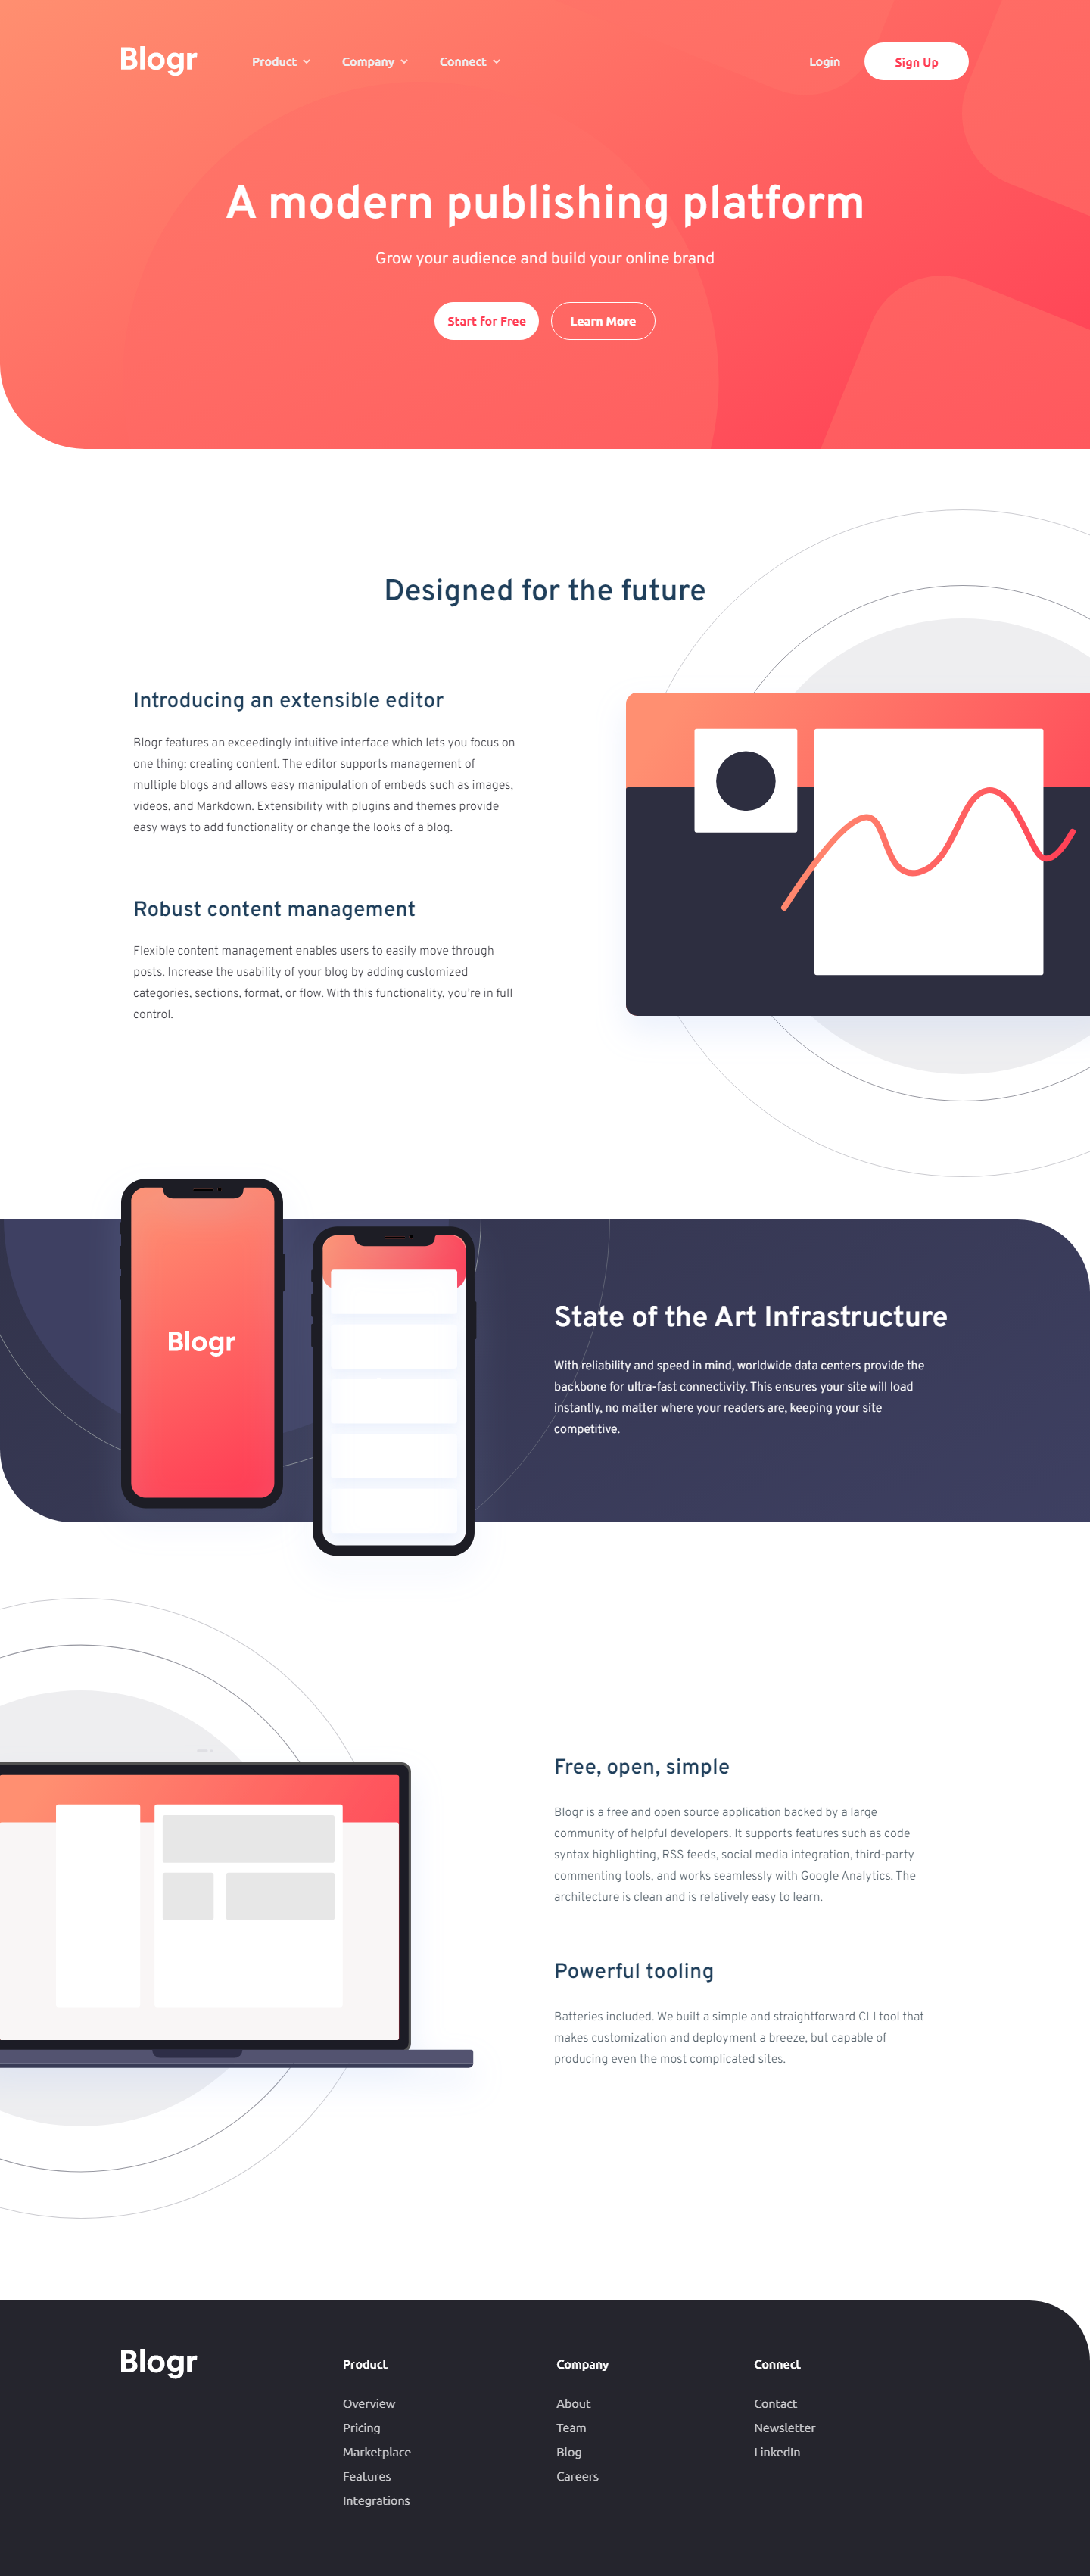 Blogr Product Company Connect Login Sign Up
A modern publishing platform
Grow your audience and build your online brand
Start for Free Learn More
Designed for the future
Introducing an extensible editor
Blogr features an exceedingly intuitive interface which lets you focus on
one thing: creating content. The editor supports management of
multiple blogs and allows easy manipulation of embeds such as images,
videos, and Markdown. Extensibility with plugins and themes provide
easy ways to add functionality or change the looks of a blog.
Robust content management
Flexible content management enables users to easily move through
posts. Increase the usability of your blog by adding customized
categories, sections, format, or flow. With this functionality, you're in full
control.
Blogr
State of the Art Infrastructure
With reliability and speed in mind, worldwide data centers provide the
backbone for ultra-fast connectivity. This ensures your site will load
instantly, no matter where your readers are, keeping your site
competitive.
Free, open, simple
Blogr is a free and open source application backed by a large
community of helpful developers. It supports features such as code
syntax highlighting, RSS feeds, social media integration, third-party
commenting tools, and works seamlessly with Google Analytics. The
architecture is clean and is relatively easy to learn.
Powerful tooling
Batteries included. We built a simple and straightforward CLI tool that
makes customization and deployment a breeze, but capable of
producing even the most complicated sites.
Blogr
Product
Overview
Pricing
Marketplace
Features
Integrations
Company
About
Team
Blog
Careers
Connect
Contact
Newsletter
LinkedIn